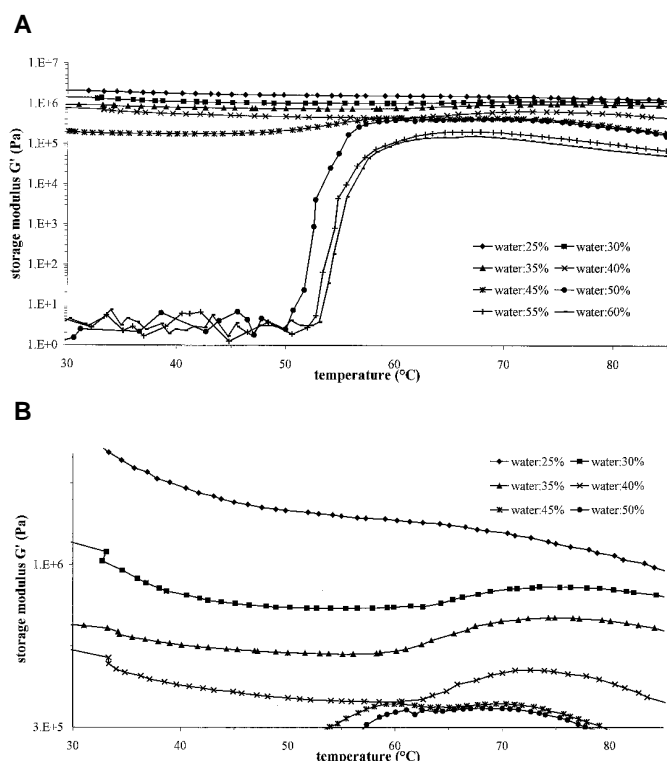 A
1.E+7
1.E+6
1.E+5
1.E+4
1.E+3
1.E+2
1.E+1
1.E+0
storage modulus G' (Pa)
30 40 50 60 70 80
temperature (°C)
water:25% water:30%
water:35% water:40%
water:45% water:50%
water:55% water:60%
B
1.E+6
3.E+5
storage modulus G' (Pa)
30 40 50 60 70 80
temperature (°C)
water:25% water:30%
water:35% water:40%
water:45% water:50%